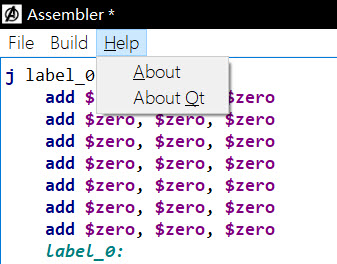 Assembler *
File Build Help
About
About Qt
j label_0
add $ $zero
add $zero, $zero, $zero
add $zero, $zero, $zero
add $zero, $zero, $zero
add $zero, $zero, $zero
add $zero, $zero, $zero
add $zero, $zero, $zero
label_0: